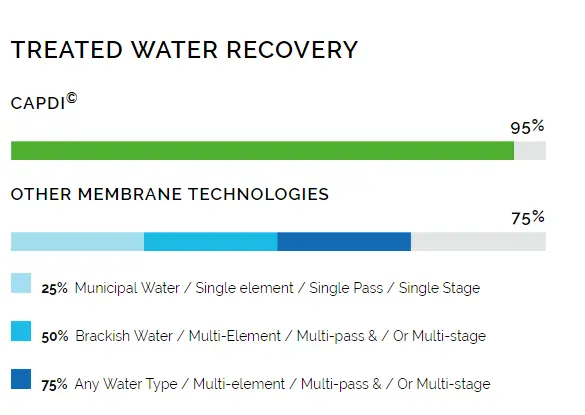 TREATED WATER RECOVERY
CAPDI©
95%
OTHER MEMBRANE TECHNOLOGIES
75%
25% Municipal Water / Single element / Single Pass / Single Stage
50% Brackish Water / Multi-Element / Multi-pass & / Or Multi-stage
75% Any Water Type / Multi-element / Multi-pass & / Or Multi-stage